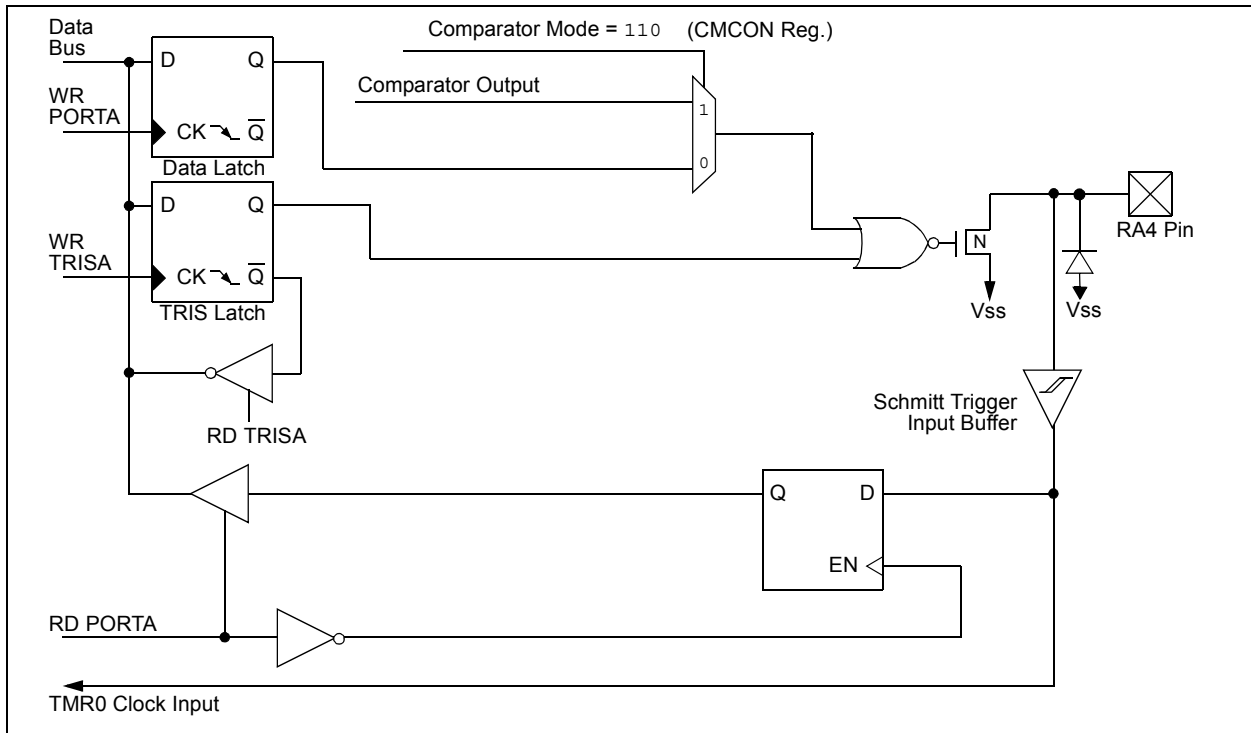 Data
Bus
Comparator Mode = 110 (CMCON Reg.)
D Q
WR
PORTA
Comparator Output
1
CK Q̅
0
Data Latch
D Q
WR
TRISA
CK Q̅
TRIS Latch
N
RA4 Pin
Vss
Vss
RD TRISA
Schmitt Trigger
Input Buffer
Q D
EN
RD PORTA
TMR0 Clock Input